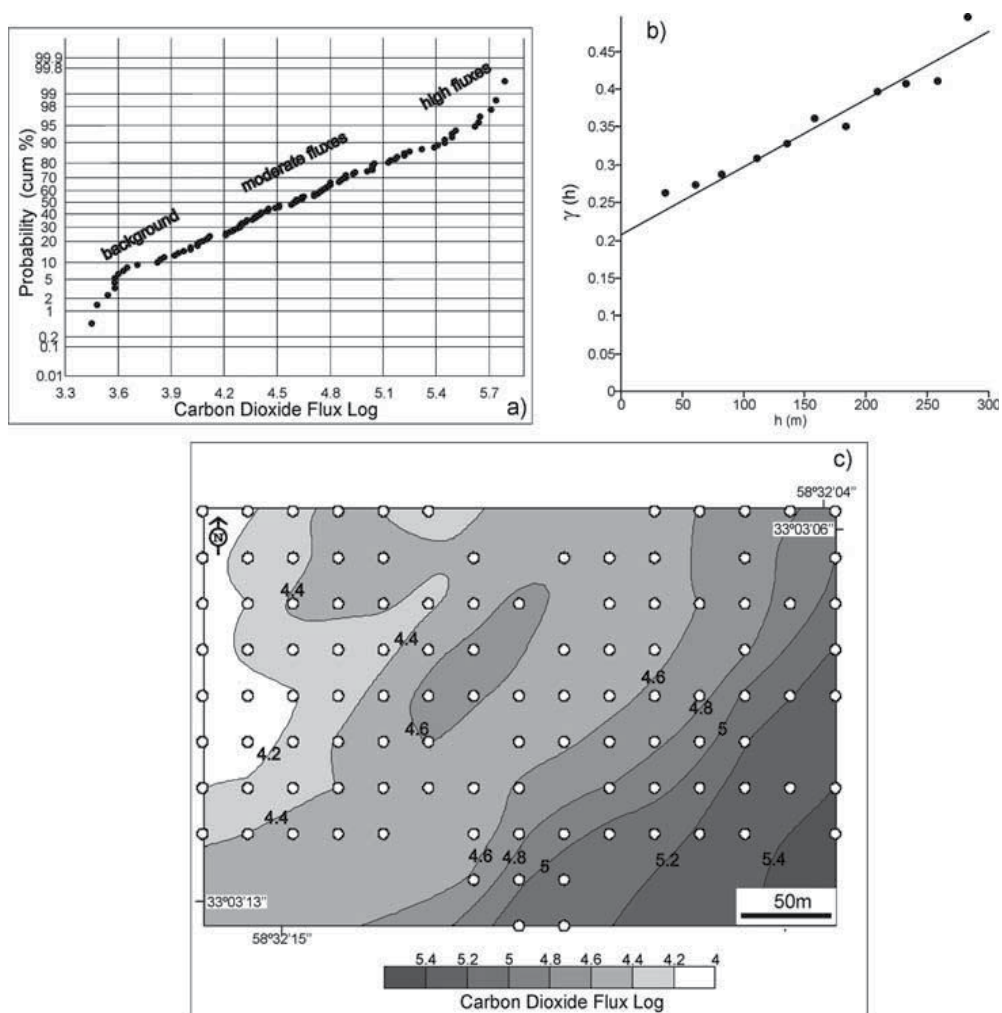 99.9
99.8
99
98
95
90
80
70
60
50
40
30
20
10
5
2
1
0.2
0.1
0.01
Probability (cum %)
background
moderate fluxes
high fluxes
3.3 3.6 3.9 4.2 4.5 4.8 5.1 5.4 5.7
Carbon Dioxide Flux Log
a)
b)
0.45
0.4
0.35
0.3
0.25
0.2
0.15
0.1
0.05
0
γ (h)
0 50 100 150 200 250 300
h (m)
c)
58º32'04"
33º03'06"
N
4.4
4.4
4.6
4.6
4.8
5
4.2
4.4
4.6
4.8
5
5.2
5.4
33º03'13"
50m
58º32'15"
5.4 5.2 5 4.8 4.6 4.4 4.2 4
Carbon Dioxide Flux Log